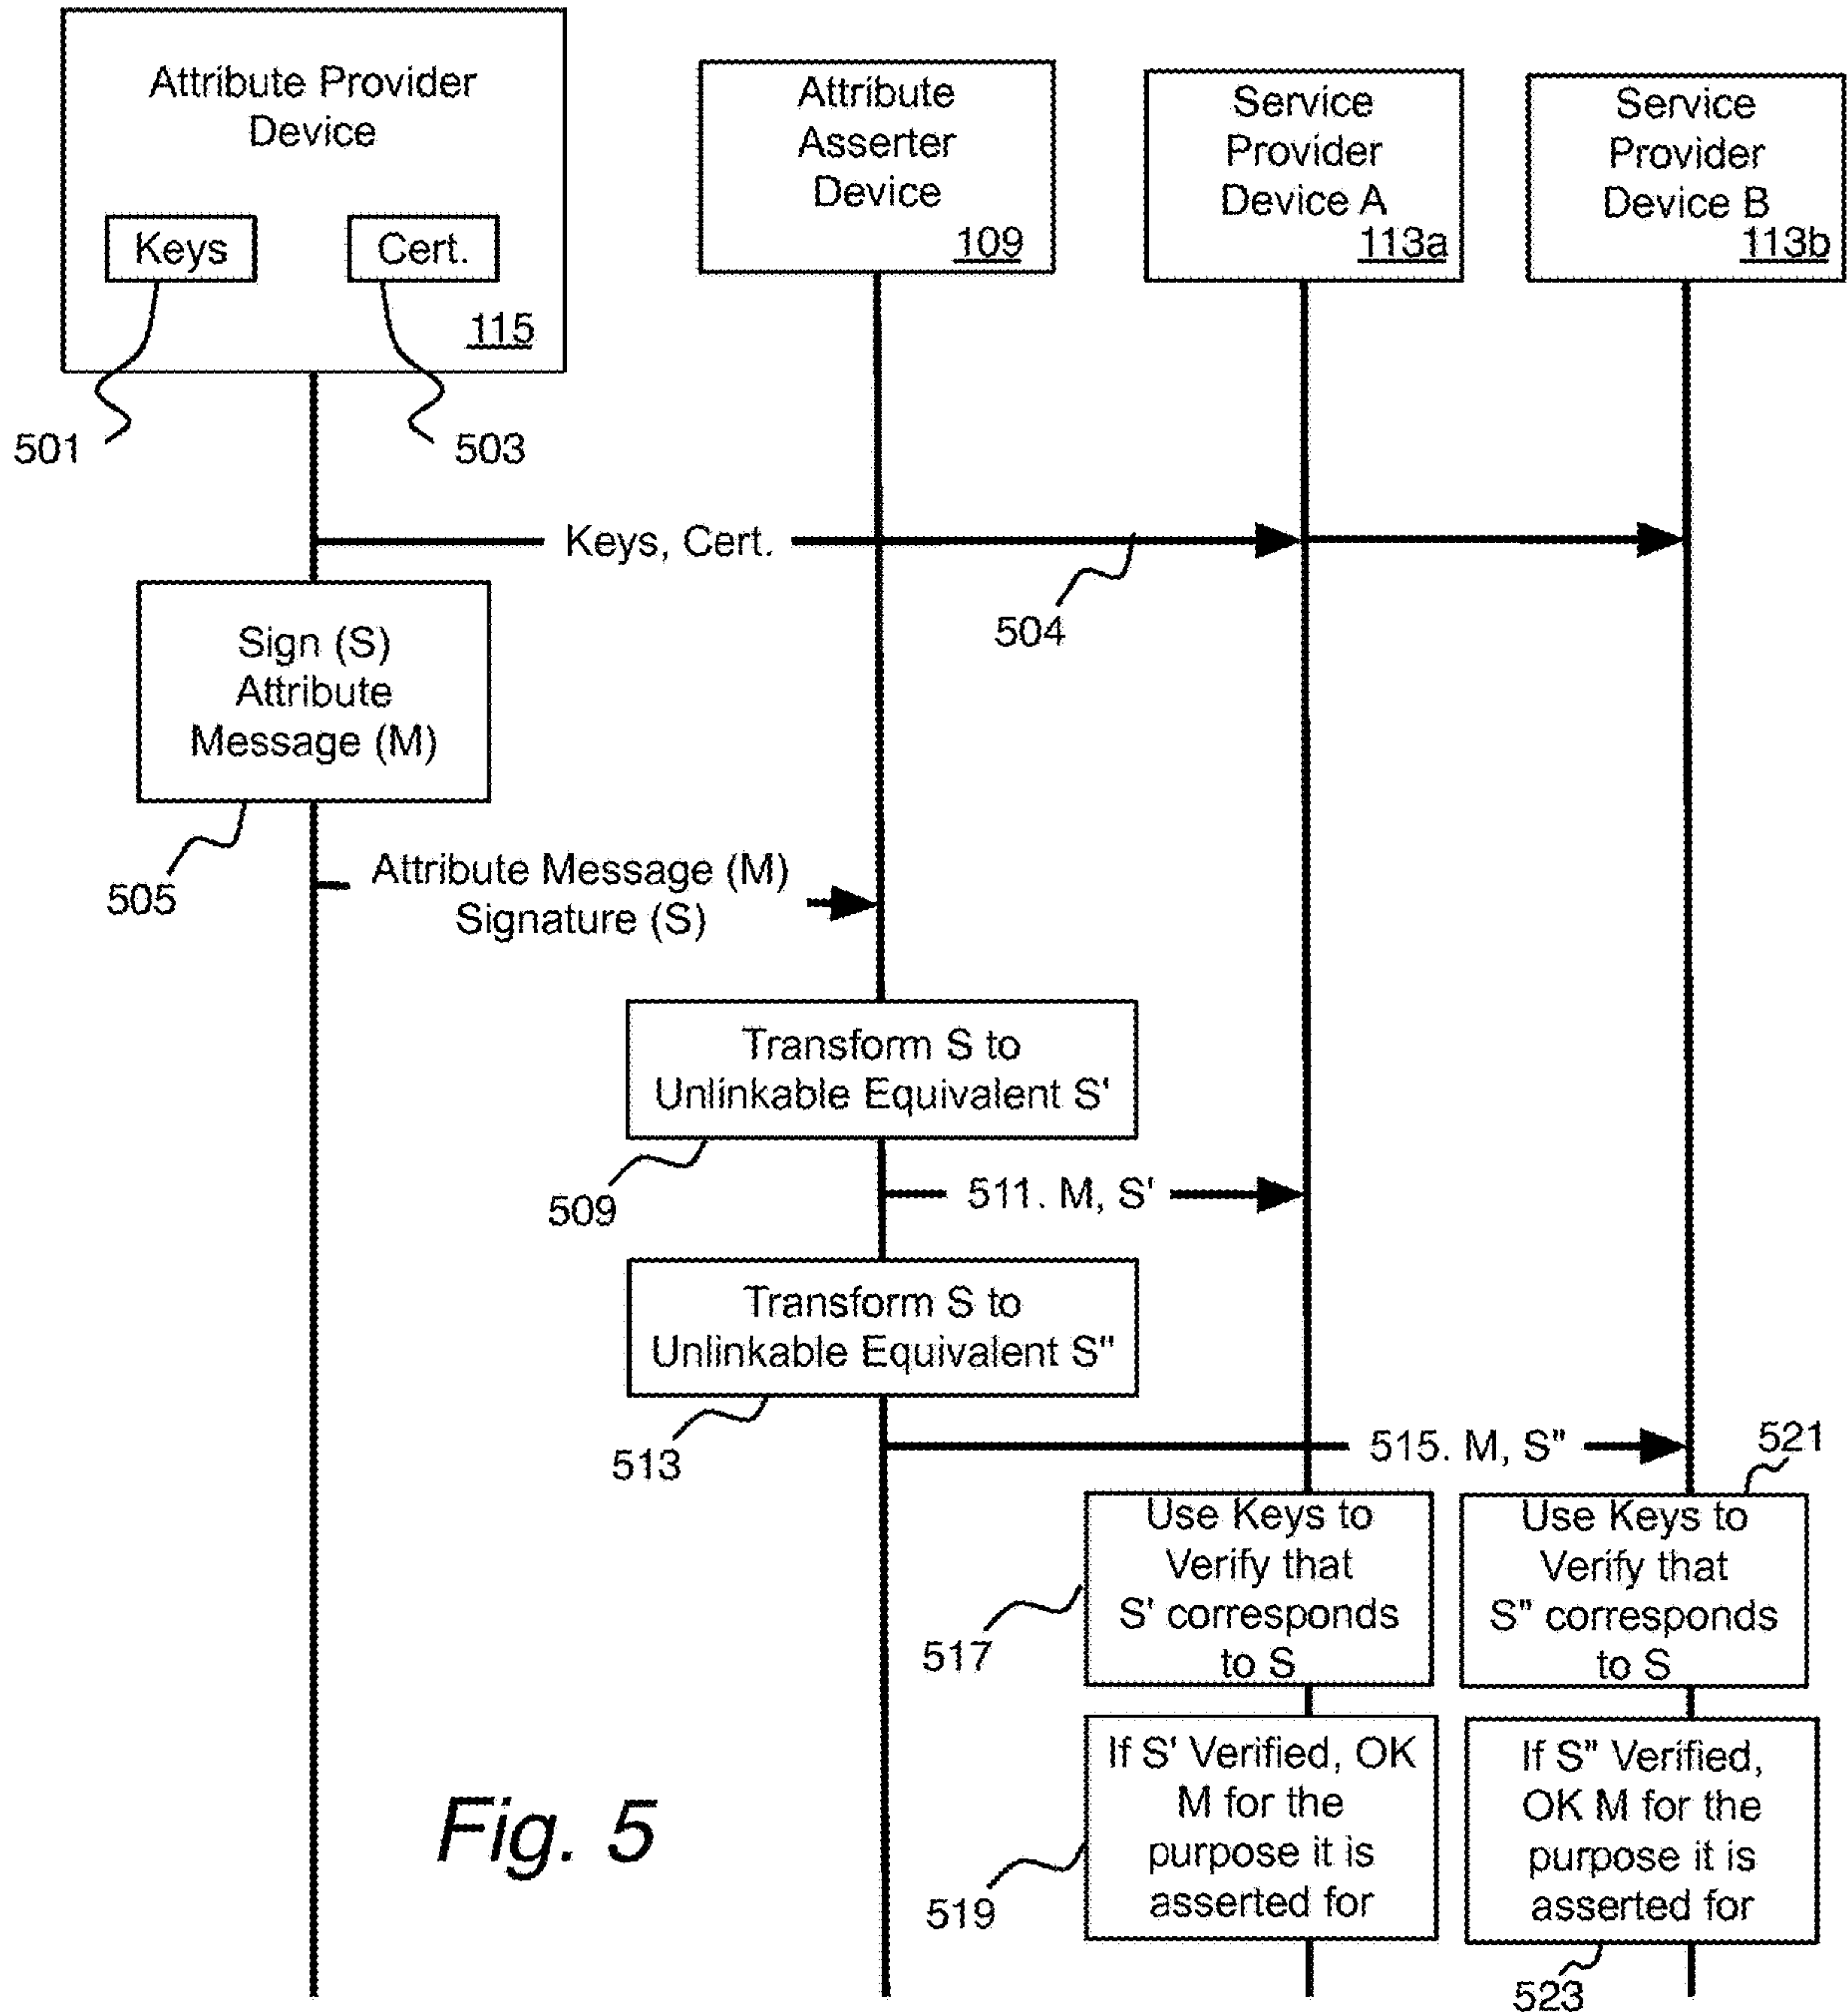 Attribute Provider
Device
Keys
Cert.
115
501
503
Attribute
Asserter
Device
109
Service
Provider
Device A
113a
Service
Provider
Device B
113b
Keys, Cert.
504
Sign (S)
Attribute
Message (M)
505
Attribute Message (M)
Signature (S)
Transform S to
Unlinkable Equivalent S'
509
511. M, S'
Transform S to
Unlinkable Equivalent S"
513
515. M, S"
521
Use Keys to
Verify that
S' corresponds
to S
517
Use Keys to
Verify that
S" corresponds
to S
If S' Verified, OK
M for the
purpose it is
asserted for
519
If S" Verified,
OK M for the
purpose it is
asserted for
523
Fig. 5